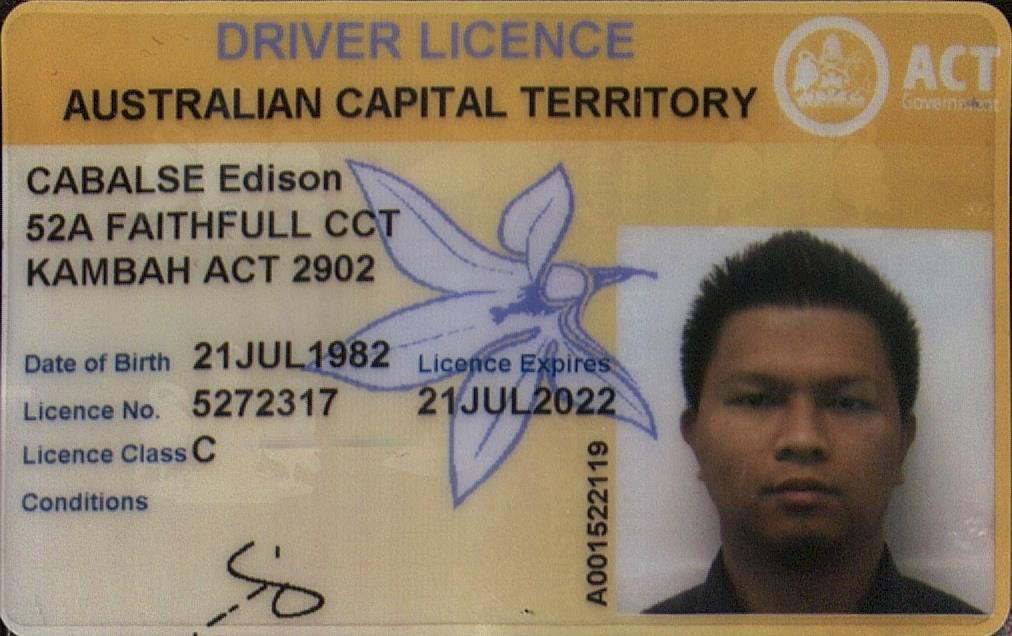 DRIVER LICENCE
AUSTRALIAN CAPITAL TERRITORY
ACT
Government
CABALSE Edison
52A FAITHFULL CCT
KAMBAH ACT 2902
Date of Birth 21JUL1982
Licence Expires
Licence No. 5272317
21JUL2022
Licence Class C
Conditions
A001522119